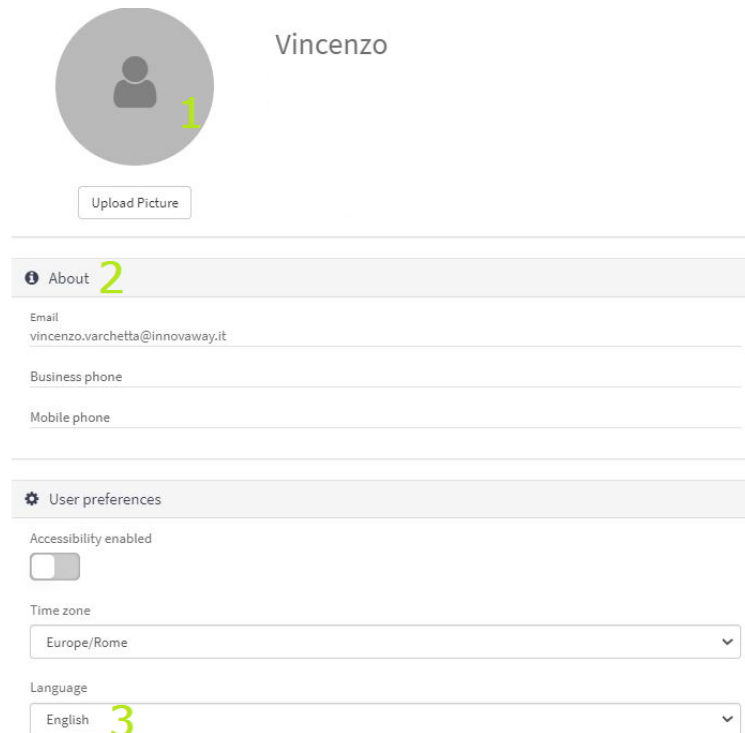 Vincenzo
1
Upload Picture
About 2
Email
vincenzo.varchetta@innovaway.it
Business phone
Mobile phone
User preferences
Accessibility enabled
Time zone
Europe/Rome
Language
English 3